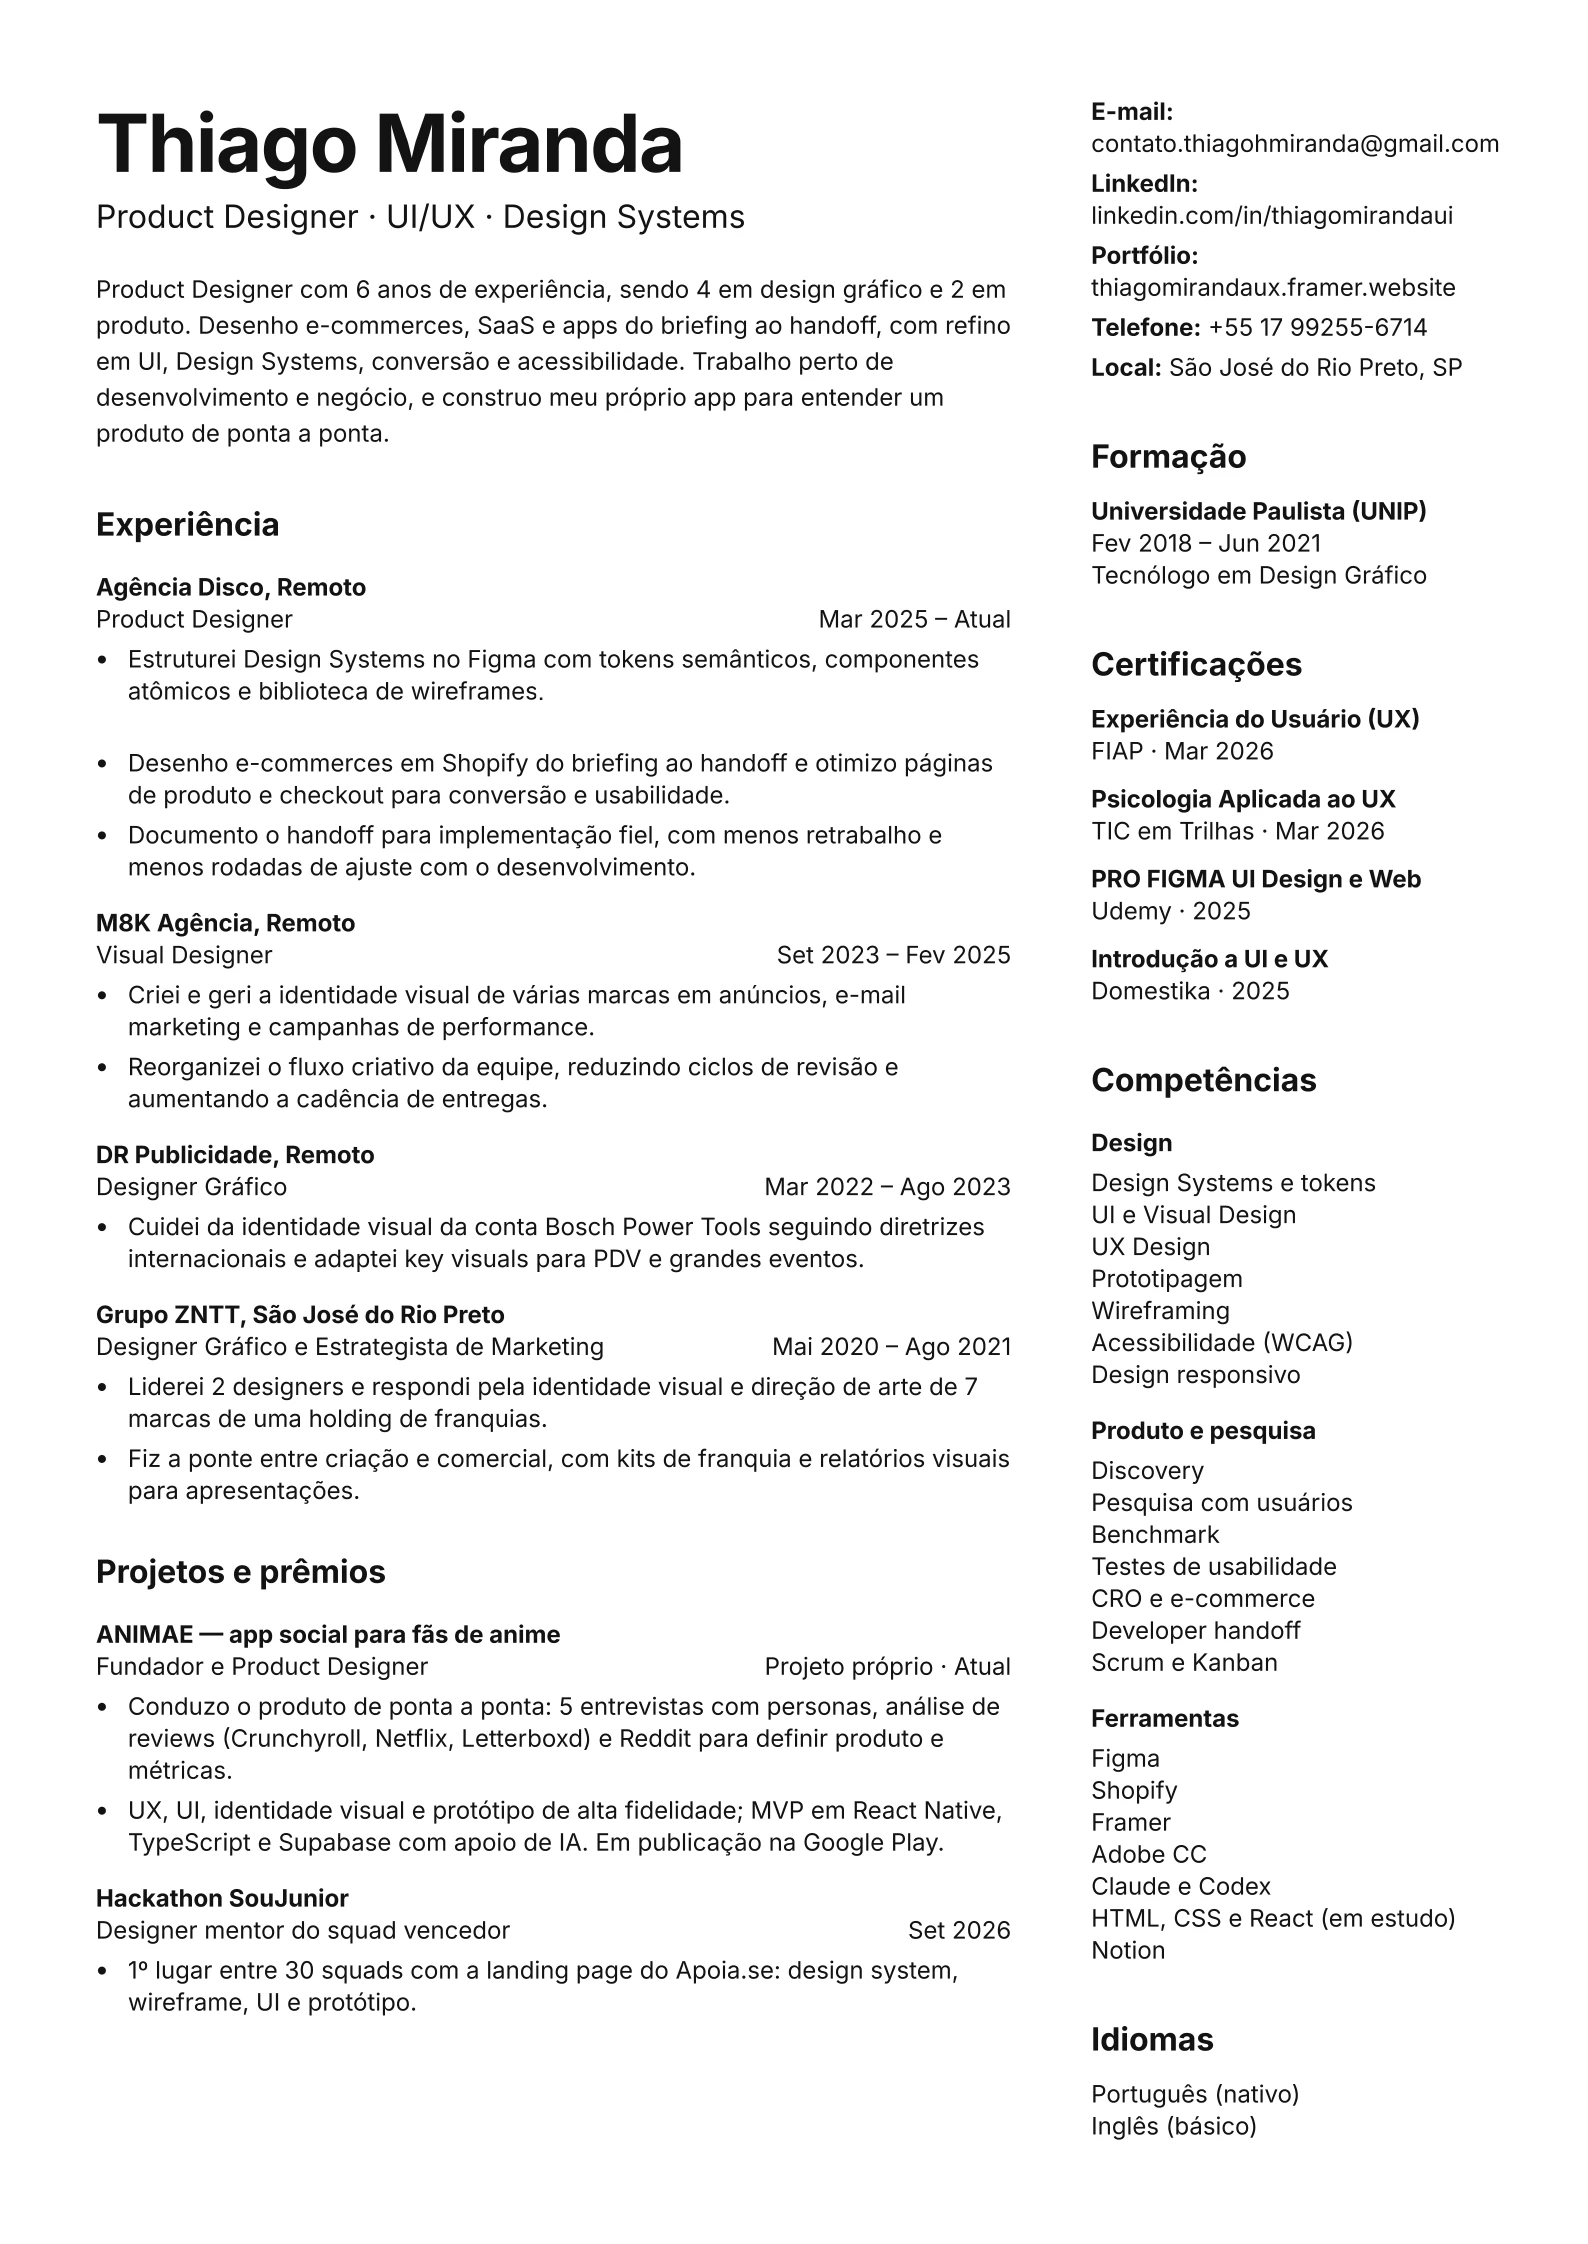 Thiago Miranda
Product Designer · UI/UX · Design Systems
Product Designer com 6 anos de experiência, sendo 4 em design gráfico e 2 em
produto. Desenho e-commerces, SaaS e apps do briefing ao handoff, com refino
em UI, Design Systems, conversão e acessibilidade. Trabalho perto de
desenvolvimento e negócio, e construo meu próprio app para entender um
produto de ponta a ponta.
Experiência
Agência Disco, Remoto
Product Designer Mar 2025 – Atual
• Estruturei Design Systems no Figma com tokens semânticos, componentes
atômicos e biblioteca de wireframes.
• Desenho e-commerces em Shopify do briefing ao handoff e otimizo páginas
de produto e checkout para conversão e usabilidade.
• Documento o handoff para implementação fiel, com menos retrabalho e
menos rodadas de ajuste com o desenvolvimento.
M8K Agência, Remoto
Visual Designer Set 2023 – Fev 2025
• Criei e geri a identidade visual de várias marcas em anúncios, e-mail
marketing e campanhas de performance.
• Reorganizei o fluxo criativo da equipe, reduzindo ciclos de revisão e
aumentando a cadência de entregas.
DR Publicidade, Remoto
Designer Gráfico Mar 2022 – Ago 2023
• Cuidei da identidade visual da conta Bosch Power Tools seguindo diretrizes
internacionais e adaptei key visuals para PDV e grandes eventos.
Grupo ZNTT, São José do Rio Preto
Designer Gráfico e Estrategista de Marketing Mai 2020 – Ago 2021
• Liderei 2 designers e respondi pela identidade visual e direção de arte de 7
marcas de uma holding de franquias.
• Fiz a ponte entre criação e comercial, com kits de franquia e relatórios visuais
para apresentações.
Projetos e prêmios
ANIMAE — app social para fãs de anime
Fundador e Product Designer Projeto próprio · Atual
• Conduzo o produto de ponta a ponta: 5 entrevistas com personas, análise de
reviews (Crunchyroll, Netflix, Letterboxd) e Reddit para definir produto e
métricas.
• UX, UI, identidade visual e protótipo de alta fidelidade; MVP em React Native,
TypeScript e Supabase com apoio de IA. Em publicação na Google Play.
Hackathon SouJunior
Designer mentor do squad vencedor Set 2026
• 1º lugar entre 30 squads com a landing page do Apoia.se: design system,
wireframe, UI e protótipo.
E-mail:
contato.thiagohmiranda@gmail.com
LinkedIn:
linkedin.com/in/thiagomirandaui
Portfólio:
thiagomirandaux.framer.website
Telefone: +55 17 99255-6714
Local: São José do Rio Preto, SP
Formação
Universidade Paulista (UNIP)
Fev 2018 – Jun 2021
Tecnólogo em Design Gráfico
Certificações
Experiência do Usuário (UX)
FIAP · Mar 2026
Psicologia Aplicada ao UX
TIC em Trilhas · Mar 2026
PRO FIGMA UI Design e Web
Udemy · 2025
Introdução a UI e UX
Domestika · 2025
Competências
Design
Design Systems e tokens
UI e Visual Design
UX Design
Prototipagem
Wireframing
Acessibilidade (WCAG)
Design responsivo
Produto e pesquisa
Discovery
Pesquisa com usuários
Benchmark
Testes de usabilidade
CRO e e-commerce
Developer handoff
Scrum e Kanban
Ferramentas
Figma
Shopify
Framer
Adobe CC
Claude e Codex
HTML, CSS e React (em estudo)
Notion
Idiomas
Português (nativo)
Inglês (básico)